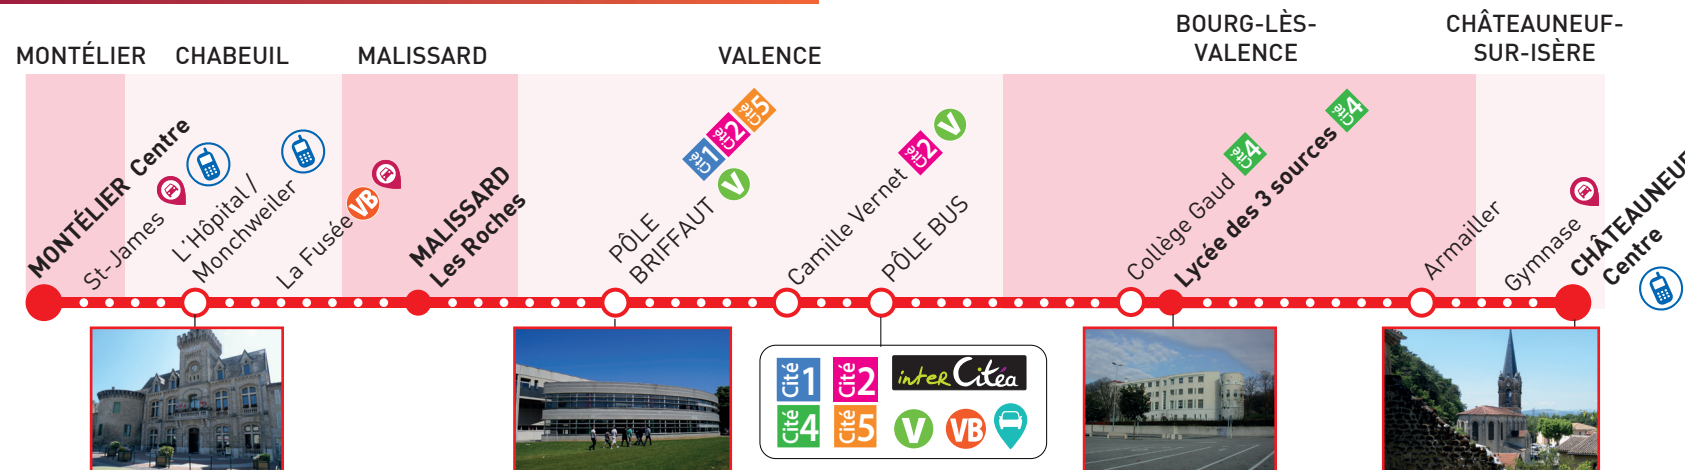 MONTÉLIER
CHABEUIL
MALISSARD
VALENCE
BOURG-LÈS-
VALENCE
CHÂTEAUNEUF-
SUR-ISÈRE
MONTÉLIER Centre
St-James
L'Hôpital /
Monchweiler
La Fusée
VB
MALISSARD
Les Roches
PÔLE
BRIFFAUT
Cité 1
Cité 2
Cité 5
V
Camille Vernet
Cité 2
V
PÔLE BUS
Collège Gaud
Cité 4
Lycée des 3 sources
Cité 4
Armailler
Gymnase
CHÂTEAUNEUF
Centre
Cité 1
Cité 2
inter Citéa
Cité 4
Cité 5
V
VB